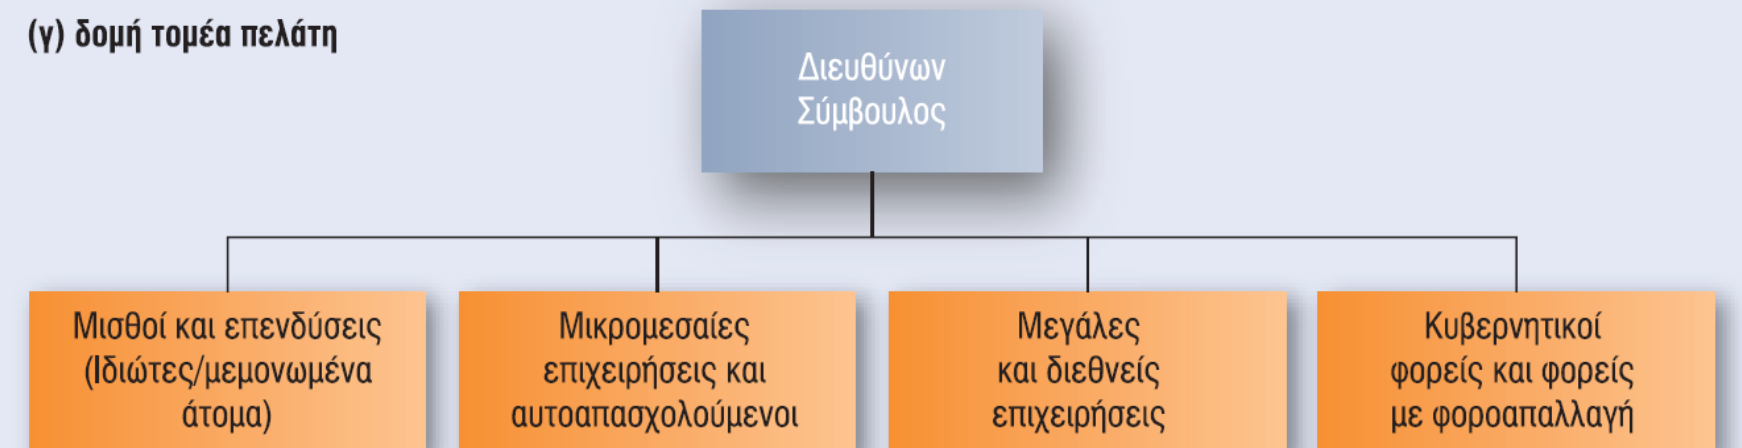 (γ) δομή τομέα πελάτη
Διευθύνων
Σύμβουλος
Μισθοί και επενδύσεις
(Ιδιώτες/μεμονωμένα
άτομα)
Μικρομεσαίες
επιχειρήσεις και
αυτοαπασχολούμενοι
Μεγάλες
και διεθνείς
επιχειρήσεις
Κυβερνητικοί
φορείς και φορείς
με φοροαπαλλαγή